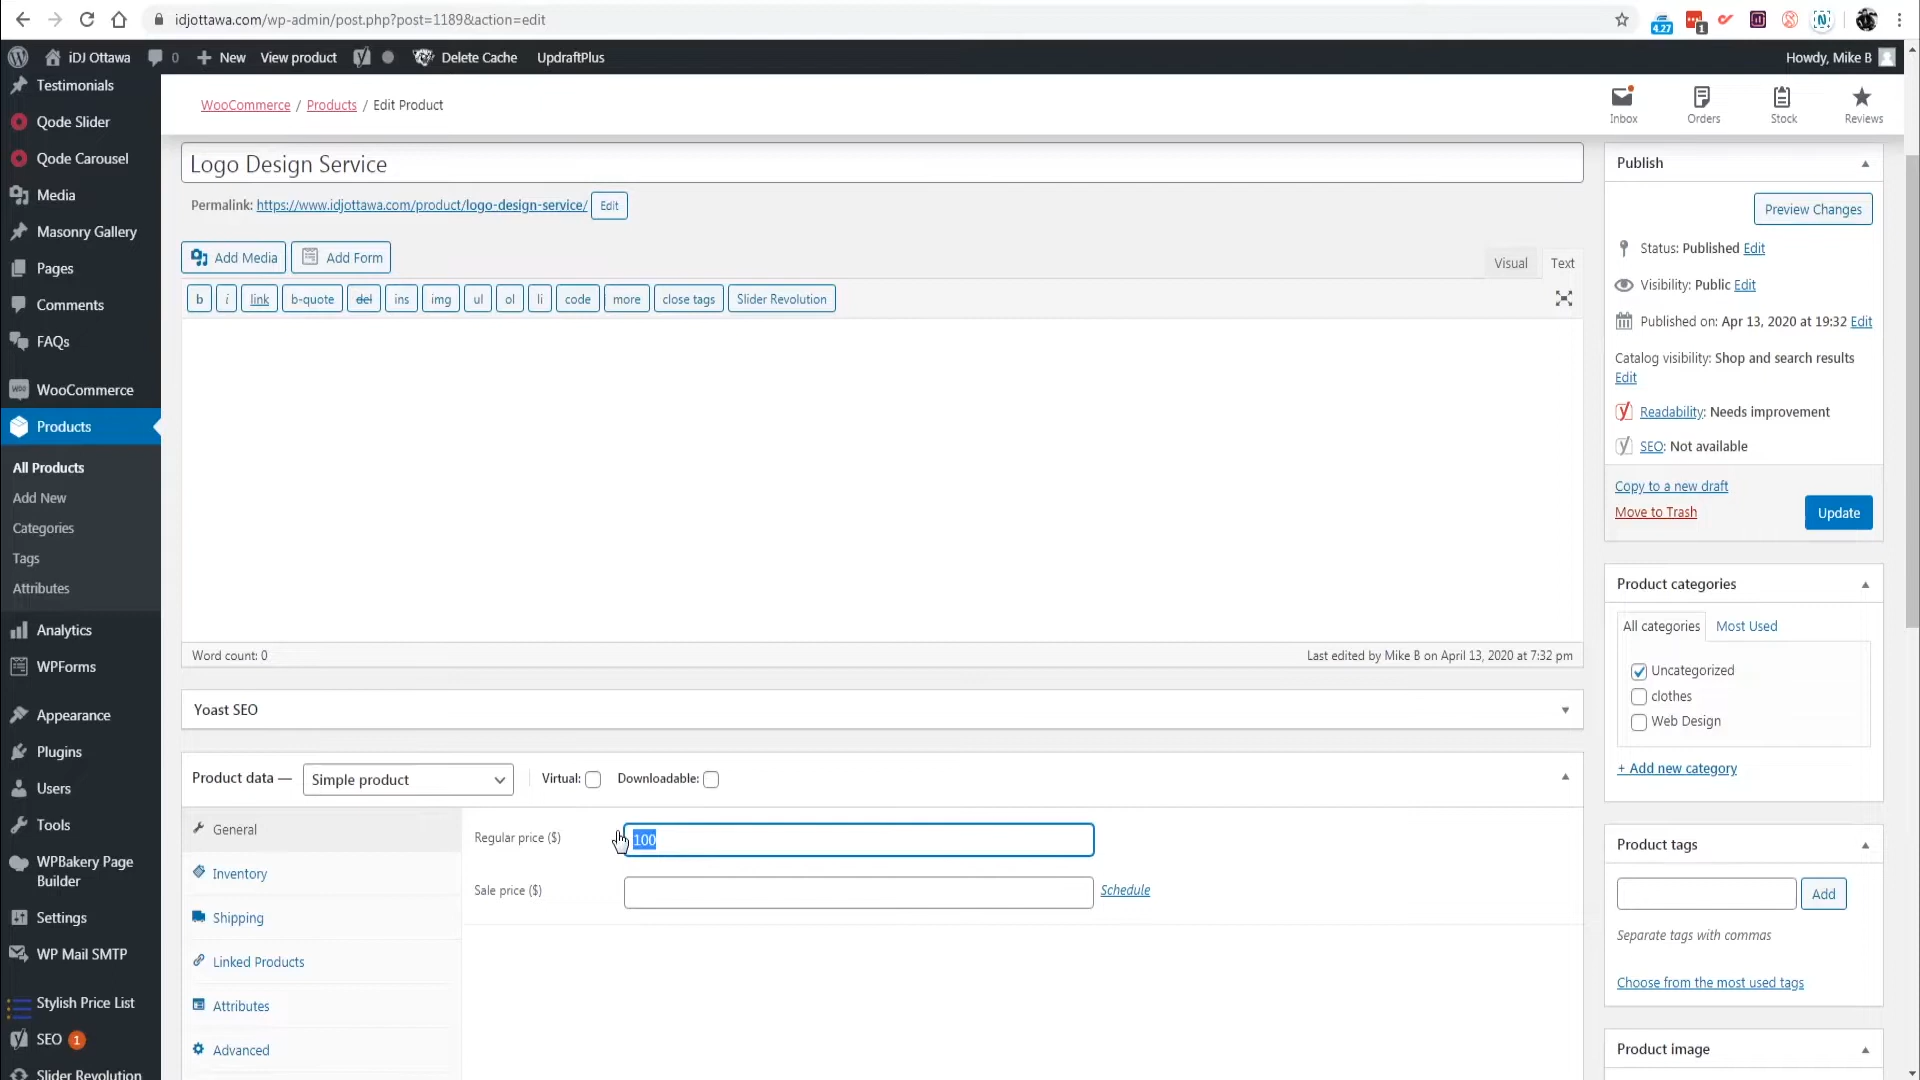 idjottawa.com/wp-admin/post.php?post=1189&action=edit
4.27
1
iDJ Ottawa 0 New View product Delete Cache UpdraftPlus Howdy, Mike B
Testimonials
Qode Slider
Qode Carousel
Media
Masonry Gallery
Pages
Comments
FAQs
WooCommerce
Products
All Products
Add New
Categories
Tags
Attributes
Analytics
WPForms
Appearance
Plugins
Users
Tools
WPBakery Page
Builder
Settings
WP Mail SMTP
Stylish Price List
SEO 1
Slider Revolution
WooCommerce / Products / Edit Product
Inbox Orders Stock Reviews
Logo Design Service
Permalink: https://www.idjottawa.com/product/logo-design-service/ Edit
Add Media Add Form
Visual Text
b i link b-quote del ins img ul ol li code more close tags Slider Revolution
Word count: 0 Last edited by Mike B on April 13, 2020 at 7:32 pm
Yoast SEO
Product data — Simple product Virtual: Downloadable:
General
Inventory
Shipping
Linked Products
Attributes
Advanced
Regular price ($) 100
Sale price ($) Schedule
Publish
Preview Changes
Status: Published Edit
Visibility: Public Edit
Published on: Apr 13, 2020 at 19:32 Edit
Catalog visibility: Shop and search results
Edit
Readability: Needs improvement
SEO: Not available
Copy to a new draft
Move to Trash Update
Product categories
All categories Most Used
Uncategorized
clothes
Web Design
+ Add new category
Product tags
Add
Separate tags with commas
Choose from the most used tags
Product image